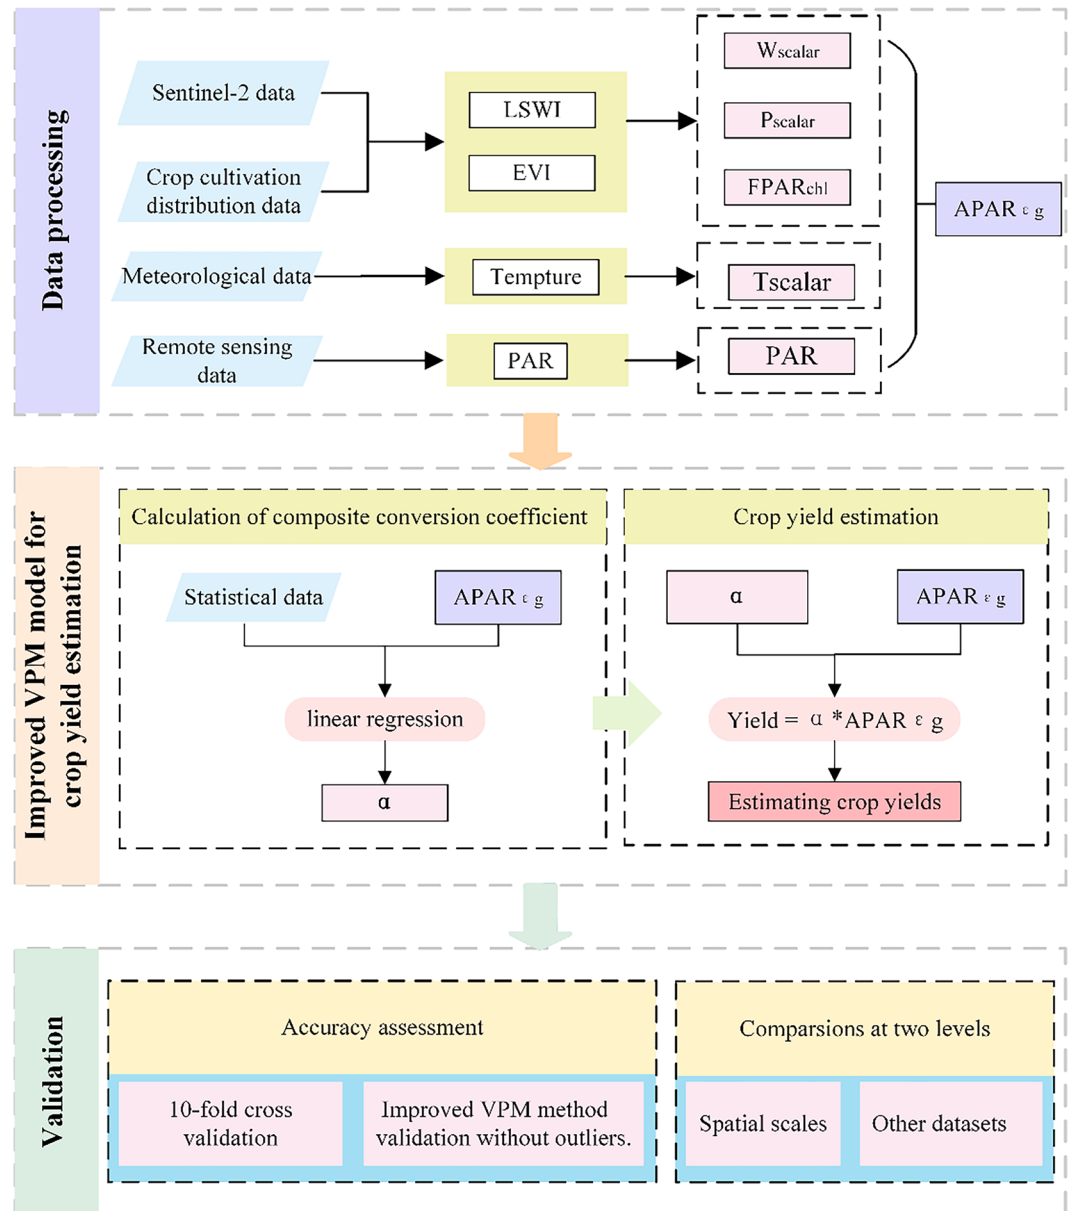 Data processing
Sentinel-2 data
Crop cultivation
distribution data
Meteorological data
Remote sensing
data
LSWI
EVI
Tempture
PAR
Wscalar
Pscalar
FPARchl
Tscalar
PAR
APAR ε g
Improved VPM model for
crop yield estimation
Calculation of composite conversion coefficient
Statistical data
APAR ε g
linear regression
α
Crop yield estimation
α
APAR ε g
Yield = α *APAR ε g
Estimating crop yields
Validation
Accuracy assessment
10-fold cross
validation
Improved VPM method
validation without outliers.
Comparsions at two levels
Spatial scales
Other datasets